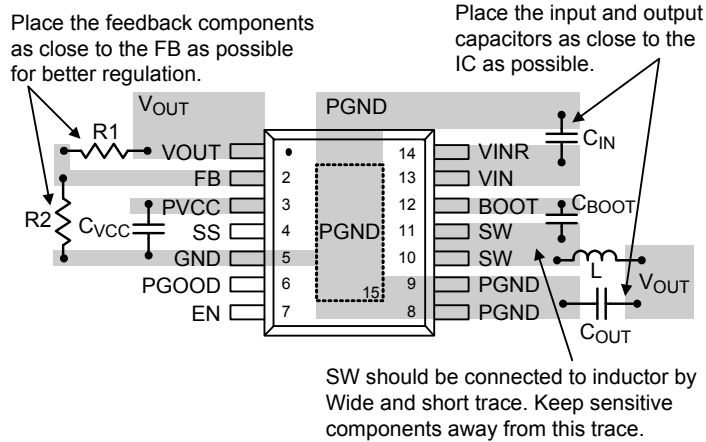 Place the feedback components
as close to the FB as possible
for better regulation.
Place the input and output
capacitors as close to the
IC as possible.
VOUT
PGND
R1
CIN
VOUT
14
VINR
FB
2
13
VIN
PVCC
3
12
BOOT
CBOOT
R2
CVCC
SS
4
PGND
11
SW
GND
5
10
SW
L
PGOOD
6
15
9
PGND
VOUT
EN
7
8
PGND
COUT
SW should be connected to inductor by
Wide and short trace. Keep sensitive
components away from this trace.